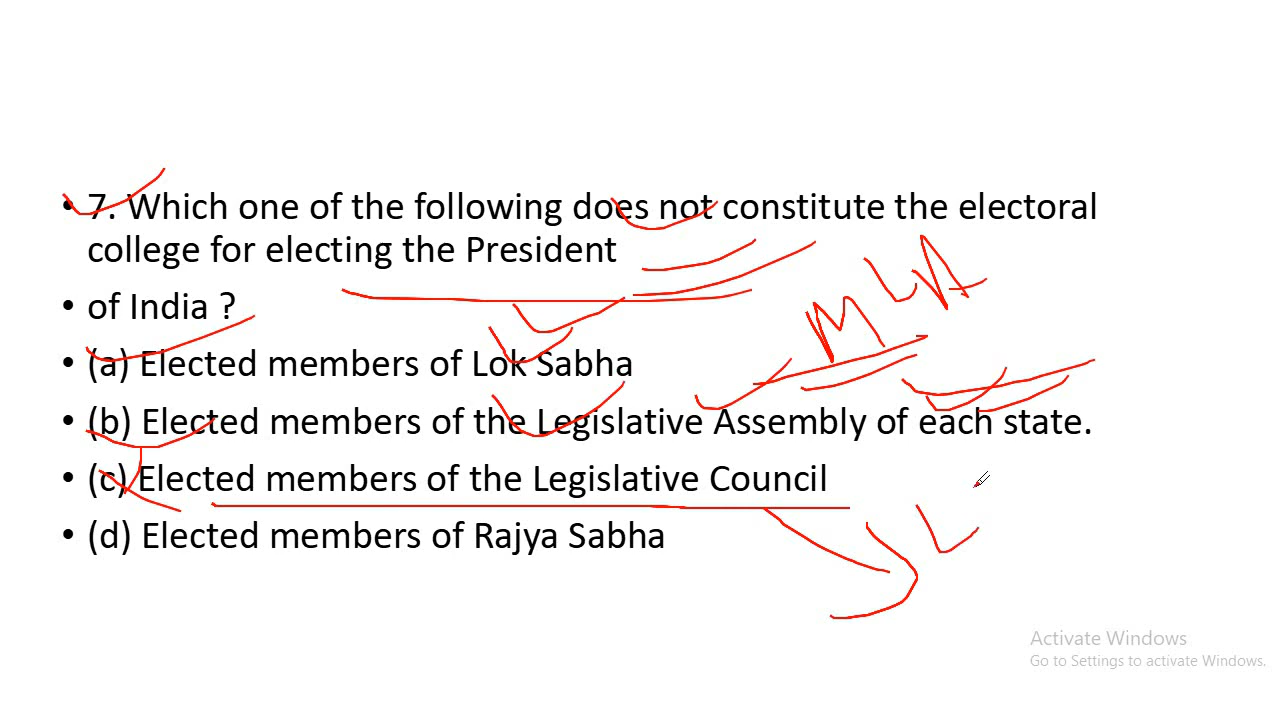 • 7. Which one of the following does not constitute the electoral
college for electing the President
• of India ?
MLA
• (a) Elected members of Lok Sabha
• (b) Elected members of the Legislative Assembly of each state.
• (c) Elected members of the Legislative Council
• (d) Elected members of Rajya Sabha
Activate Windows
Go to Settings to activate Windows.